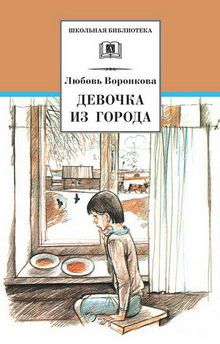 ШКОЛЬНАЯ БИБЛИОТЕКА
Любовь Воронкова
ДЕВОЧКА
ИЗ ГОРОДА